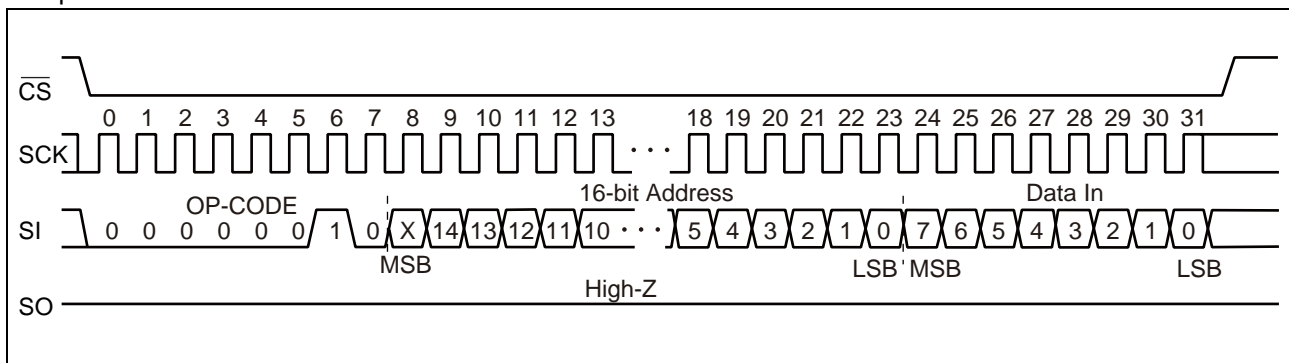 CS
0 1 2 3 4 5 6 7 8 9 10 11 12 13 18 19 20 21 22 23 24 25 26 27 28 29 30 31
SCK ···
OP-CODE 16-bit Address Data In
SI 0 0 0 0 0 0 1 0 X 14 13 12 11 10 ··· 5 4 3 2 1 0 7 6 5 4 3 2 1 0
MSB LSB MSB LSB
High-Z
SO